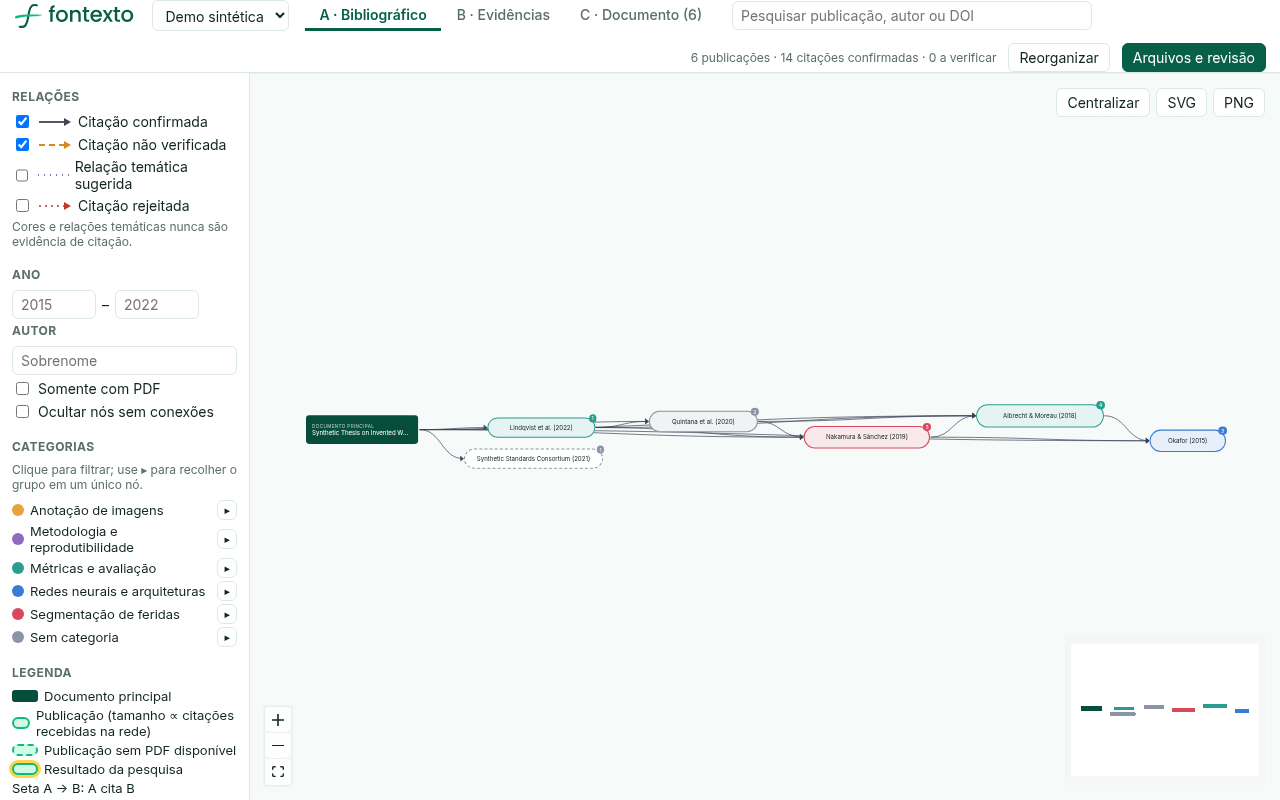 fontexto
Demo sintética
A · Bibliográfico
B · Evidências
C · Documento (6)
Pesquisar publicação, autor ou DOI
6 publicações · 14 citações confirmadas · 0 a verificar
Reorganizar
Arquivos e revisão
RELAÇÕES
Citação confirmada
Citação não verificada
Relação temática
sugerida
Citação rejeitada
Cores e relações temáticas nunca são
evidência de citação.
ANO
2015
–
2022
AUTOR
Sobrenome
Somente com PDF
Ocultar nós sem conexões
CATEGORIAS
Clique para filtrar; use ▸ para recolher o
grupo em um único nó.
Anotação de imagens
Metodologia e
reprodutibilidade
Métricas e avaliação
Redes neurais e arquiteturas
Segmentação de feridas
Sem categoria
LEGENDA
Documento principal
Publicação (tamanho ∝ citações
recebidas na rede)
Publicação sem PDF disponível
Resultado da pesquisa
Seta A → B: A cita B
Centralizar
SVG
PNG
DOCUMENTO PRINCIPAL
Synthetic Thesis on Invented W...
Lindqvist et al. (2022)
Synthetic Standards Consortium (2021)
Quintana et al. (2020)
Nakamura & Sánchez (2019)
Albrecht & Moreau (2018)
Okafor (2015)